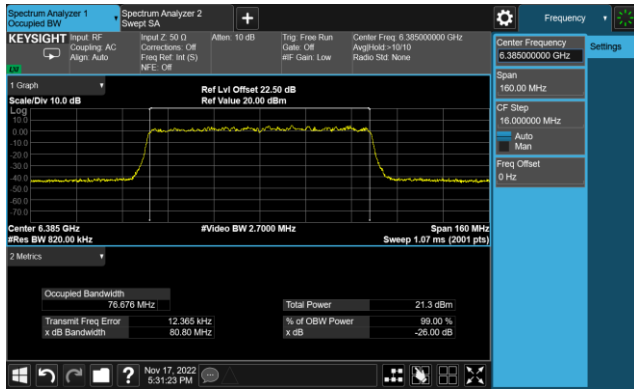 Spectrum Analyzer 1
Occupied BW
Spectrum Analyzer 2
Swept SA
Frequency
KEYSIGHT
Input: RF
Coupling: AC
Align: Auto
Input Z: 50 Ω
Corrections: Off
Freq Ref: Int (S)
NFE: Off
Atten: 10 dB
Trig: Free Run
Gate: Off
#IF Gain: Low
Center Freq: 6.385000000 GHz
Avg|Hold:>10/10
Radio Std: None
Center Frequency
6.385000000 GHz
Settings
Span
160.00 MHz
CF Step
16.000000 MHz
Auto
Man
Freq Offset
0 Hz
1 Graph
Scale/Div 10.0 dB
Ref Lvl Offset 22.50 dB
Ref Value 20.00 dBm
Log
10.0
0.00
-10.0
-20.0
-30.0
-40.0
-50.0
-60.0
-70.0
Center 6.385 GHz
#Res BW 820.00 kHz
#Video BW 2.7000 MHz
Span 160 MHz
Sweep 1.07 ms (2001 pts)
2 Metrics
Occupied Bandwidth
76.676 MHz
Total Power 21.3 dBm
Transmit Freq Error 12.365 kHz
% of OBW Power 99.00 %
x dB Bandwidth 80.80 MHz
x dB -26.00 dB
?
Nov 17, 2022
5:31:23 PM